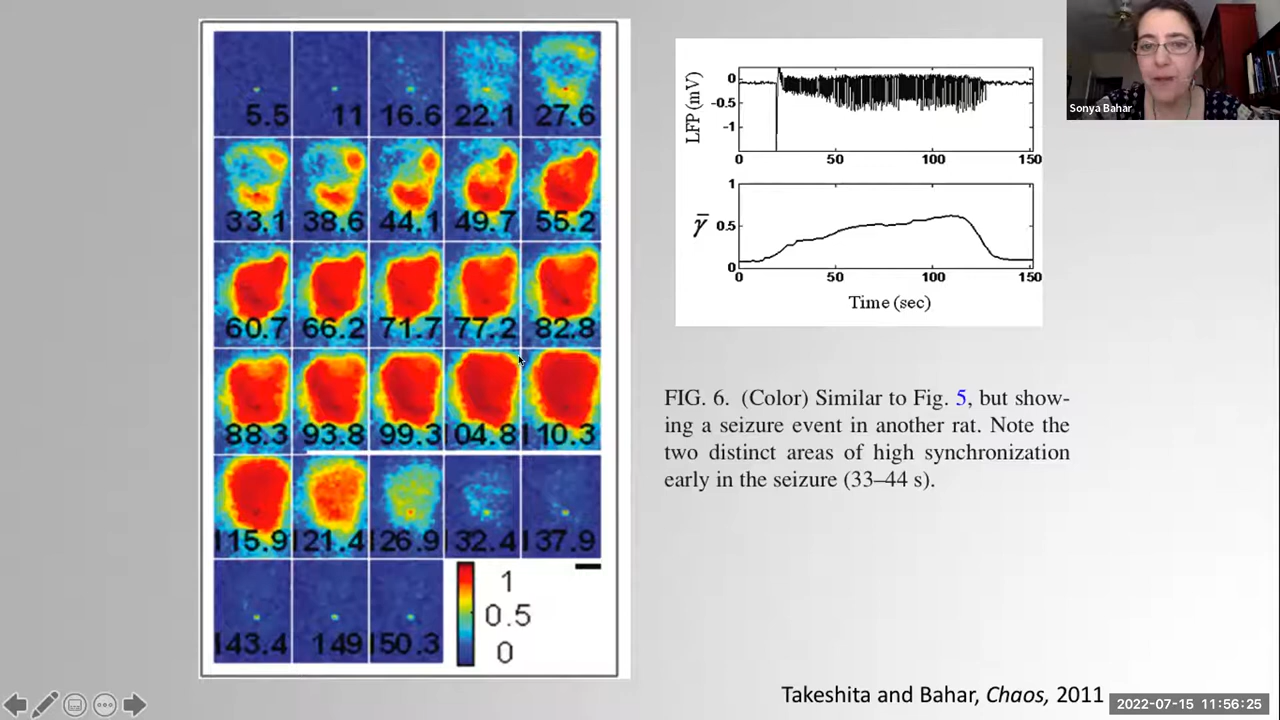 5.5 11 16.6 22.1 27.6
33.1 38.6 44.1 49.7 55.2
60.7 66.2 71.7 77.2 82.8
88.3 93.8 99.3 104.8 110.3
115.9 121.4 126.9 132.4 137.9
143.4 149 150.3
1
0.5
0
LFP (mV)
0
-0.5
-1
0 50 100 150
γ̄
1
0.5
0
0 50 100 150
Time (sec)
Sonya Bahar
FIG. 6. (Color) Similar to Fig. 5, but show-
ing a seizure event in another rat. Note the
two distinct areas of high synchronization
early in the seizure (33–44 s).
Takeshita and Bahar, Chaos, 2011
2022-07-15 11:56:25